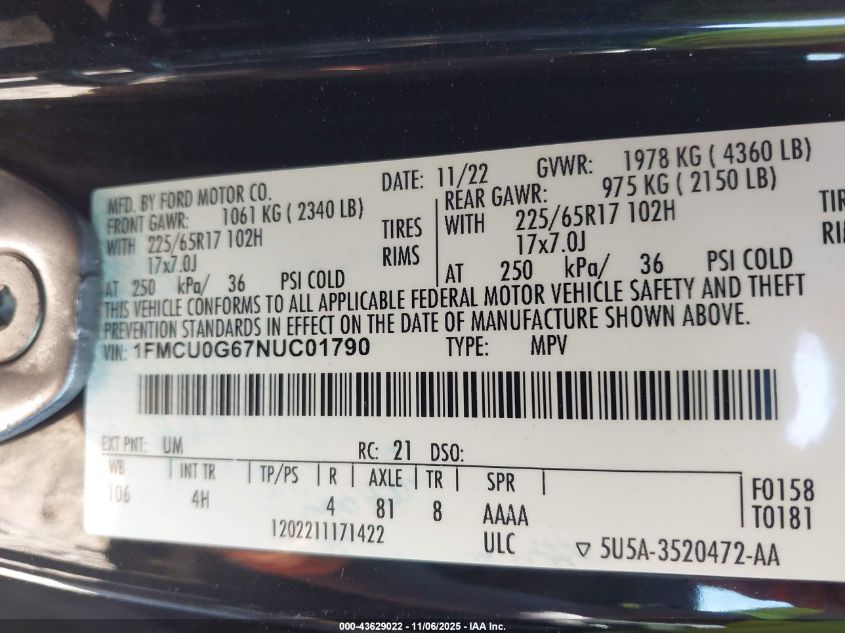 MFD. BY FORD MOTOR CO. DATE: 11/22 GVWR: 1978 KG ( 4360 LB)
FRONT GAWR: 1061 KG ( 2340 LB) REAR GAWR: 975 KG ( 2150 LB)
WITH 225/65R17 102H TIRES WITH 225/65R17 102H TIR
17x7.0J RIMS 17x7.0J RI
AT 250 kPa/ 36 PSI COLD AT 250 kPa/ 36 PSI COLD
THIS VEHICLE CONFORMS TO ALL APPLICABLE FEDERAL MOTOR VEHICLE SAFETY AND THEFT
PREVENTION STANDARDS IN EFFECT ON THE DATE OF MANUFACTURE SHOWN ABOVE.
VIN: 1FMCU0G67NUC01790 TYPE: MPV
EXT PNT: UM RC: 21 DSO:
WB INT TR TP/PS R AXLE TR SPR
106 4H 4 81 8 AAAA F0158
1202211171422 ULC T0181
5U5A-3520472-AA
000-43629022 - 11/06/2025 - IAA Inc.